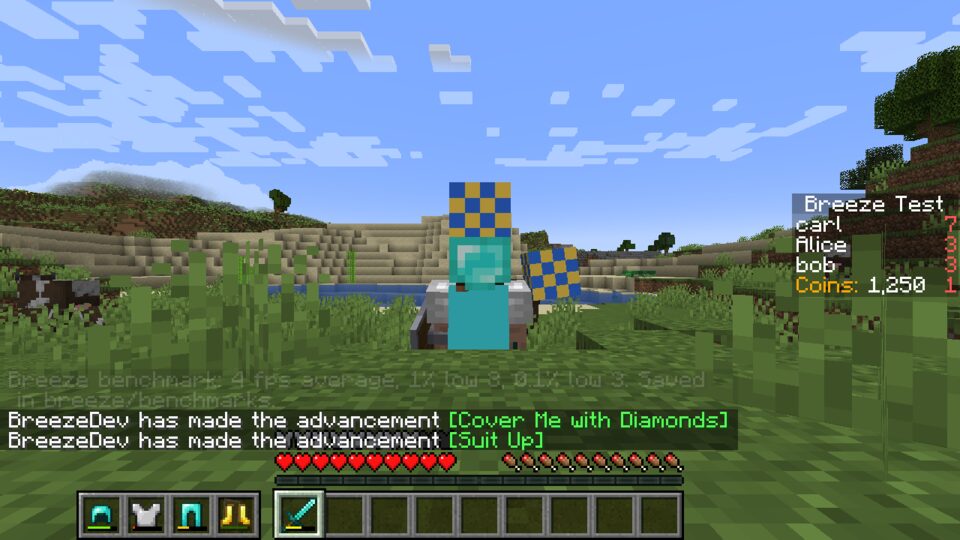 Breeze Test
carl 7
Alice 3
bob 3
Coins: 1,250 1
Breeze benchmark: 4 fps average, 1% low 3, 0.1% low 3. Saved
in breeze/benchmarks
BreezeDev has made the advancement [Cover Me with Diamonds]
BreezeDev has made the advancement [Suit Up]